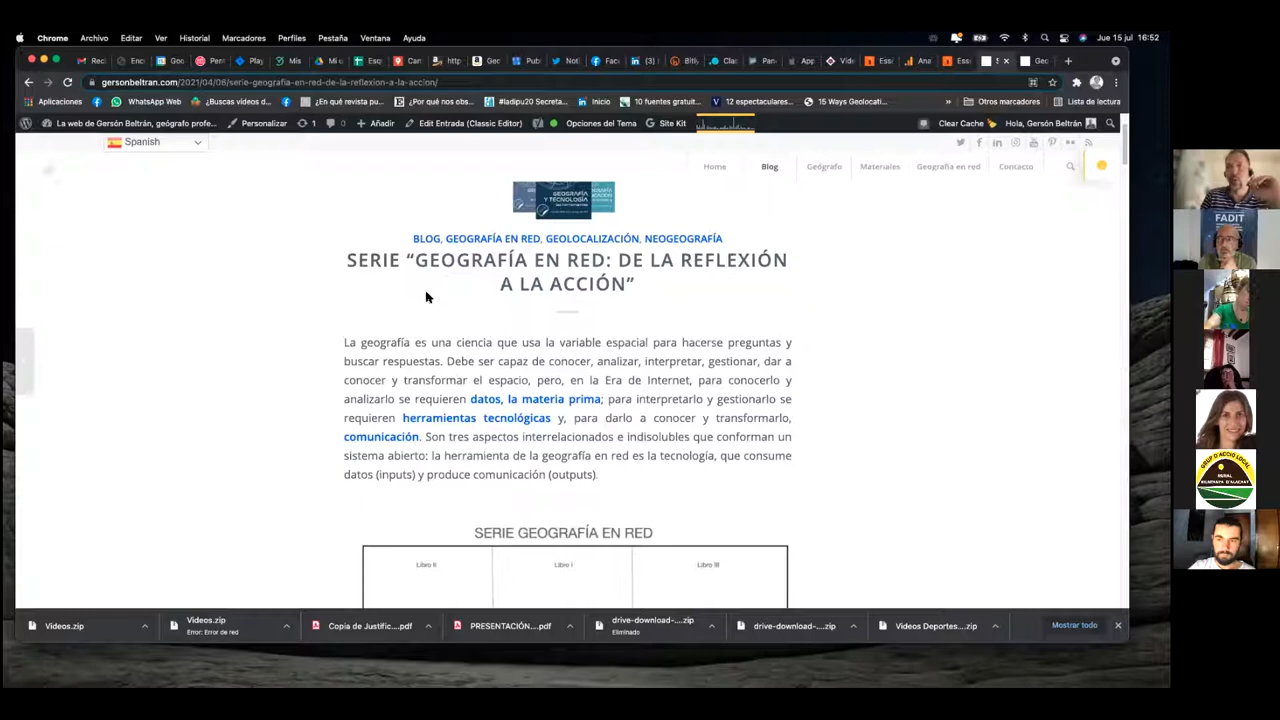 Chrome Archivo Editar Ver Historial Marcadores Perfiles Pestaña Ventana Ayuda Jue 15 jul 16:52
gersonbeltran.com/2021/04/06/serie-geografia-en-red-de-la-reflexion-a-la-accion/
Aplicaciones WhatsApp Web ¿Buscas vídeos d... ¿En qué revista pu... ¿Por qué nos obs... #ladipu20 Secreta... Inicio 10 fuentes gratuit... 12 espectaculares... 15 Ways Geolocati... » Otros marcadores Lista de lectura
La web de Gersón Beltrán, geógrafo profe... Personalizar 1 0 Añadir Editar Entrada (Classic Editor) Opciones del Tema Site Kit Clear Cache Hola, Gersón Beltrán
Spanish
Home Blog Geógrafo Materiales Geografía en red Contacto
GEOGRAFÍA
Y TECNOLOGÍA
BLOG, GEOGRAFÍA EN RED, GEOLOCALIZACIÓN, NEOGEOGRAFÍA
SERIE “GEOGRAFÍA EN RED: DE LA REFLEXIÓN
A LA ACCIÓN”
La geografía es una ciencia que usa la variable espacial para hacerse preguntas y
buscar respuestas. Debe ser capaz de conocer, analizar, interpretar, gestionar, dar a
conocer y transformar el espacio, pero, en la Era de Internet, para conocerlo y
analizarlo se requieren datos, la materia prima; para interpretarlo y gestionarlo se
requieren herramientas tecnológicas y, para darlo a conocer y transformarlo,
comunicación. Son tres aspectos interrelacionados e indisolubles que conforman un
sistema abierto: la herramienta de la geografía en red es la tecnología, que consume
datos (inputs) y produce comunicación (outputs).
SERIE GEOGRAFÍA EN RED
Libro II Libro I Libro III
Videos.zip
Videos.zip
Error: Error de red
Copia de Justific....pdf
PRESENTACIÓN....pdf
drive-download-....zip
Eliminado
drive-download-....zip
Videos Deportes....zip
Mostrar todo
FADIT
GRUP D'ACCIÓ LOCAL
RURAL